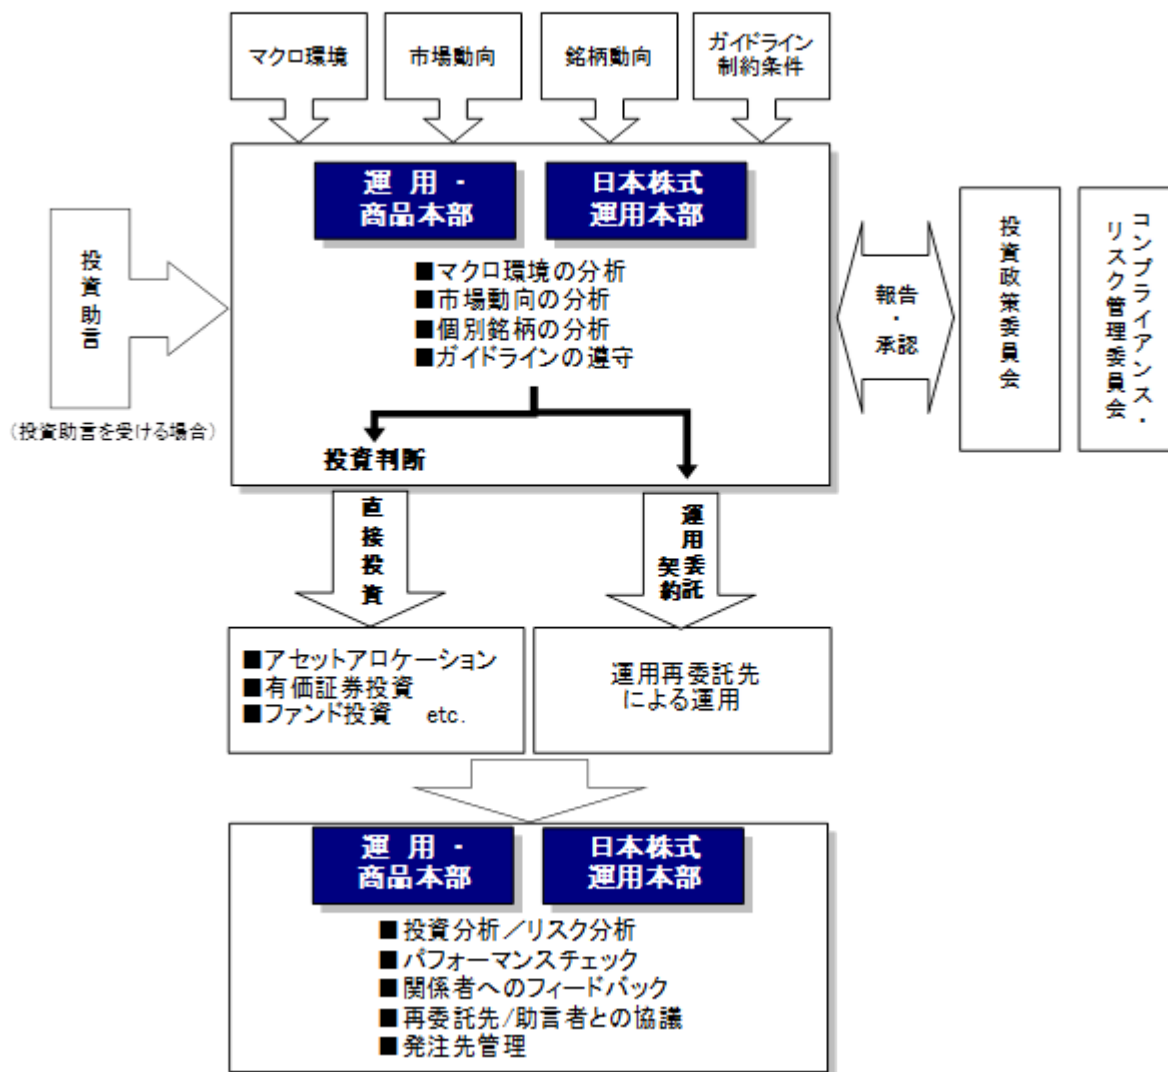 マクロ環境
市場動向
銘柄動向
ガイドライン
制約条件
運 用 -
商品本部
日本株式
運用本部
■マクロ環境の分析
■市場動向の分析
■個別銘柄の分析
■ガイドラインの遵守
投資助言
(投資助言を受ける場合)
報告
・
承認
投資政策委員会
コンプライアンス・
リスク管理委員会
投資判断
直接投資
運用委託
契約
■アセットアロケーション
■有価証券投資
■ファンド投資 etc.
運用再委託先
による運用
運 用 -
商品本部
日本株式
運用本部
■投資分析／リスク分析
■パフォーマンスチェック
■関係者へのフィードバック
■再委託先/助言者との協議
■発注先管理